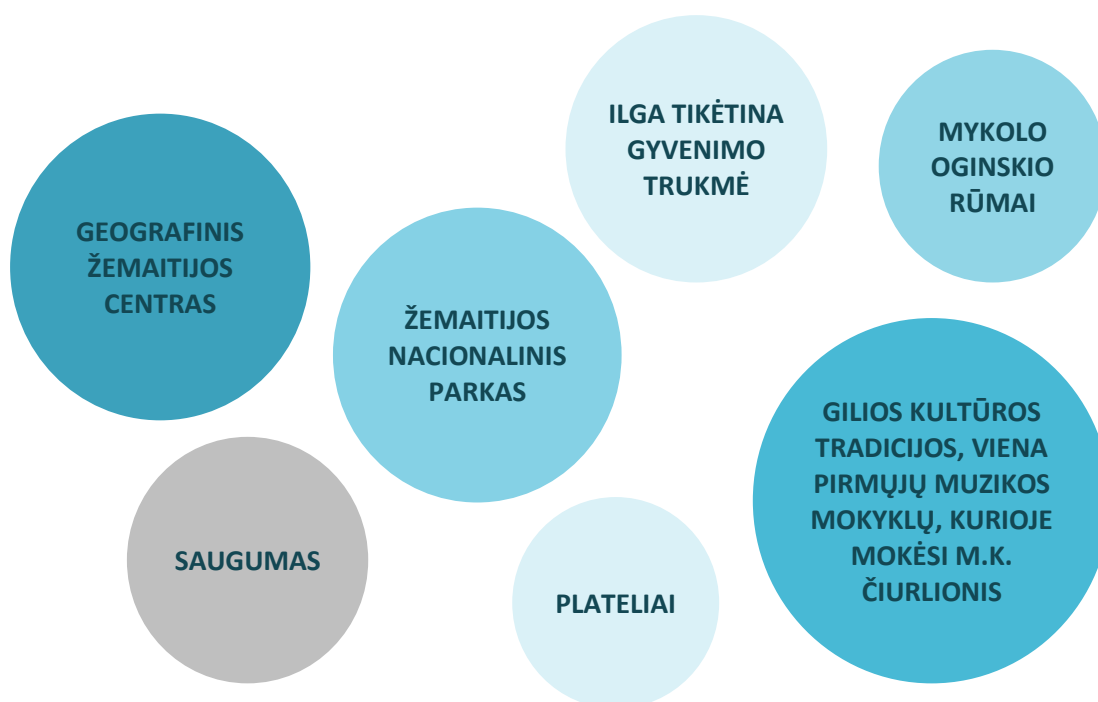 ILGA TIKĖTINA
GYVENIMO
TRUKMĖ
MYKOLO
OGINSKIO
RŪMAI
GEOGRAFINIS
ŽEMAITIJOS
CENTRAS
ŽEMAITIJOS
NACIONALINIS
PARKAS
GILIOS KULTŪROS
TRADICIJOS, VIENA
PIRMŲJŲ MUZIKOS
MOKYKLŲ, KURIOJE
MOKĖSI M.K.
ČIURLIONIS
SAUGUMAS
PLATELIAI